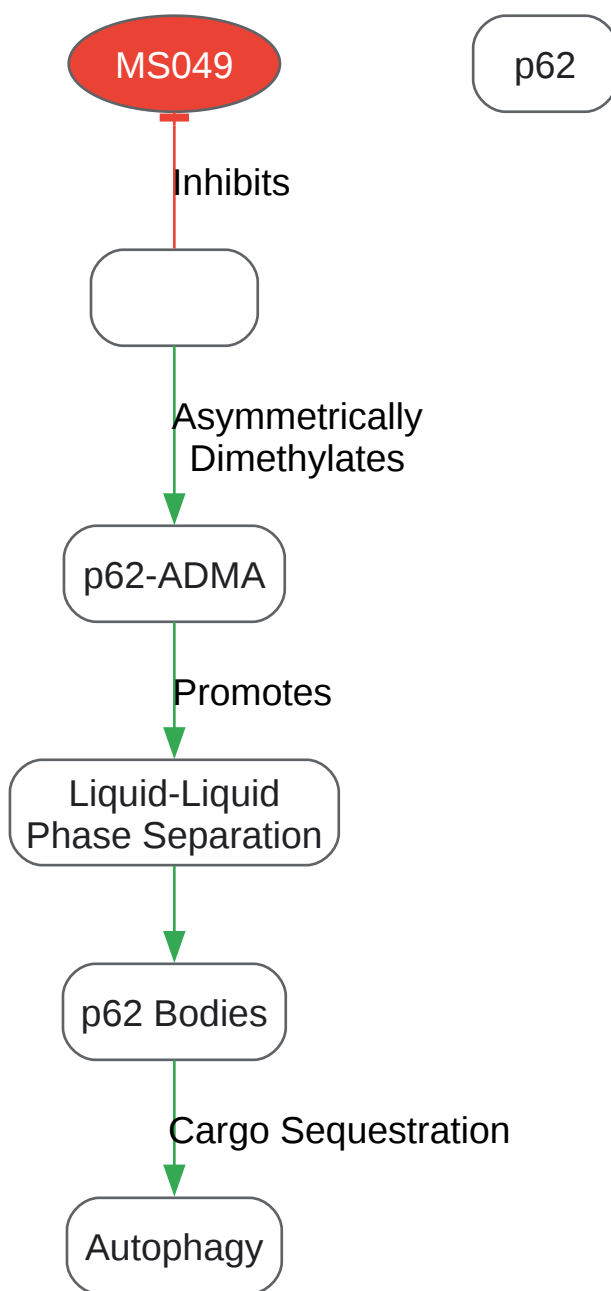 MS049
p62
Inhibits
Asymmetrically
Dimethylates
p62-ADMA
Promotes
Liquid-Liquid
Phase Separation
p62 Bodies
Cargo Sequestration
Autophagy